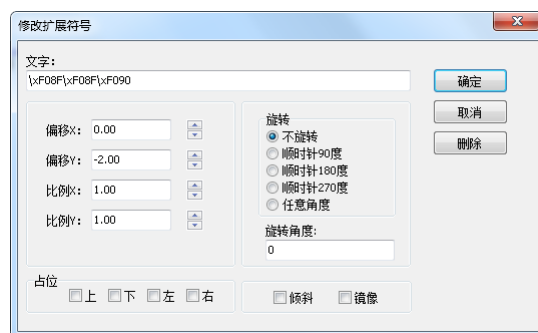 修改扩展符号
文字:
\xF08F\xF08F\xF090
确定
取消
删除
偏移X: 0.00
偏移Y: -2.00
比例X: 1.00
比例Y: 1.00
旋转
不旋转
顺时针90度
顺时针180度
顺时针270度
任意角度
旋转角度:
0
占位
上 下 左 右
倾斜 镜像